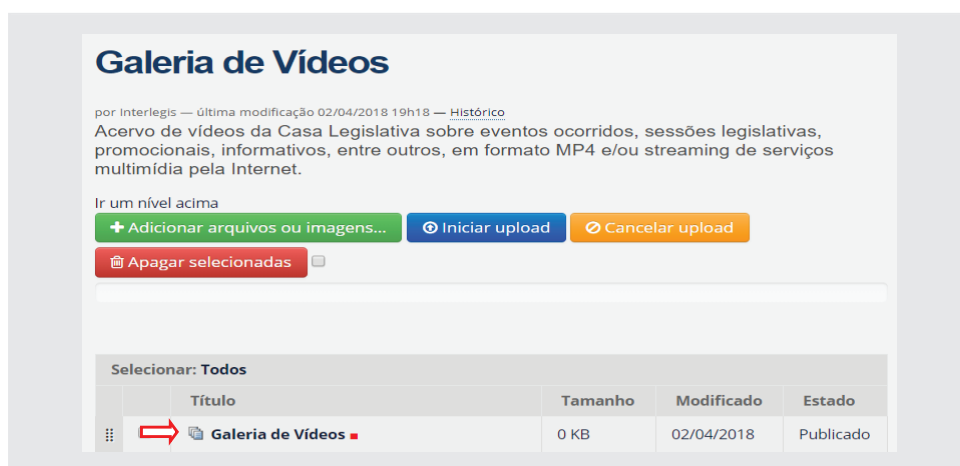 Galeria de Vídeos
por Interlegis — última modificação 02/04/2018 19h18 — Histórico
Acervo de vídeos da Casa Legislativa sobre eventos ocorridos, sessões legislativas,
promocionais, informativos, entre outros, em formato MP4 e/ou streaming de serviços
multimídia pela Internet.
Ir um nível acima
Adicionar arquivos ou imagens... Iniciar upload Cancelar upload
Apagar selecionadas
Selecionar: Todos
Título Tamanho Modificado Estado
Galeria de Vídeos 0 KB 02/04/2018 Publicado